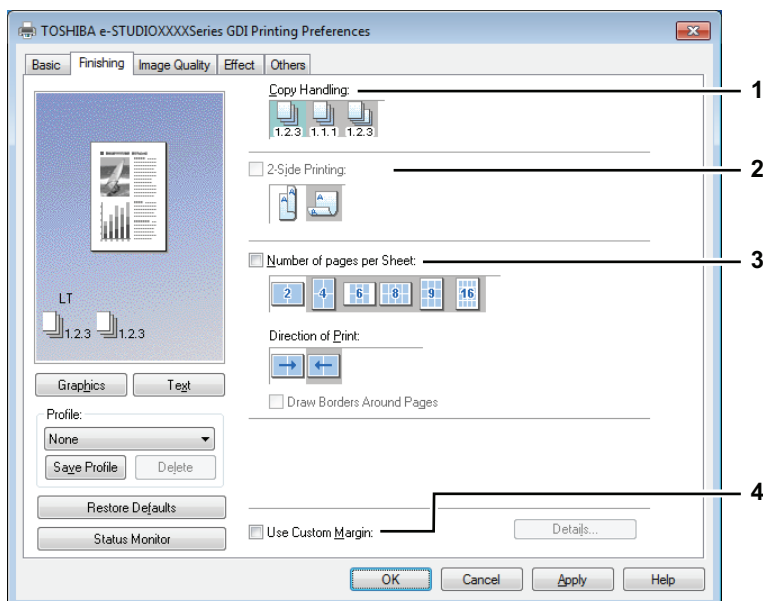 TOSHIBA e-STUDIOXXXXSeries GDI Printing Preferences
Basic Finishing Image Quality Effect Others
Copy Handling: 1
1.2.3 1.1.1 1.2.3
2-Side Printing: 2
A A A
Number of pages per Sheet: 3
2 4 6 8 9 16
LT
1.2.3 1.2.3
Direction of Print:
Graphics Text
Draw Borders Around Pages
Profile:
None
Save Profile Delete
Restore Defaults
4
Use Custom Margin: Details...
Status Monitor
OK Cancel Apply Help